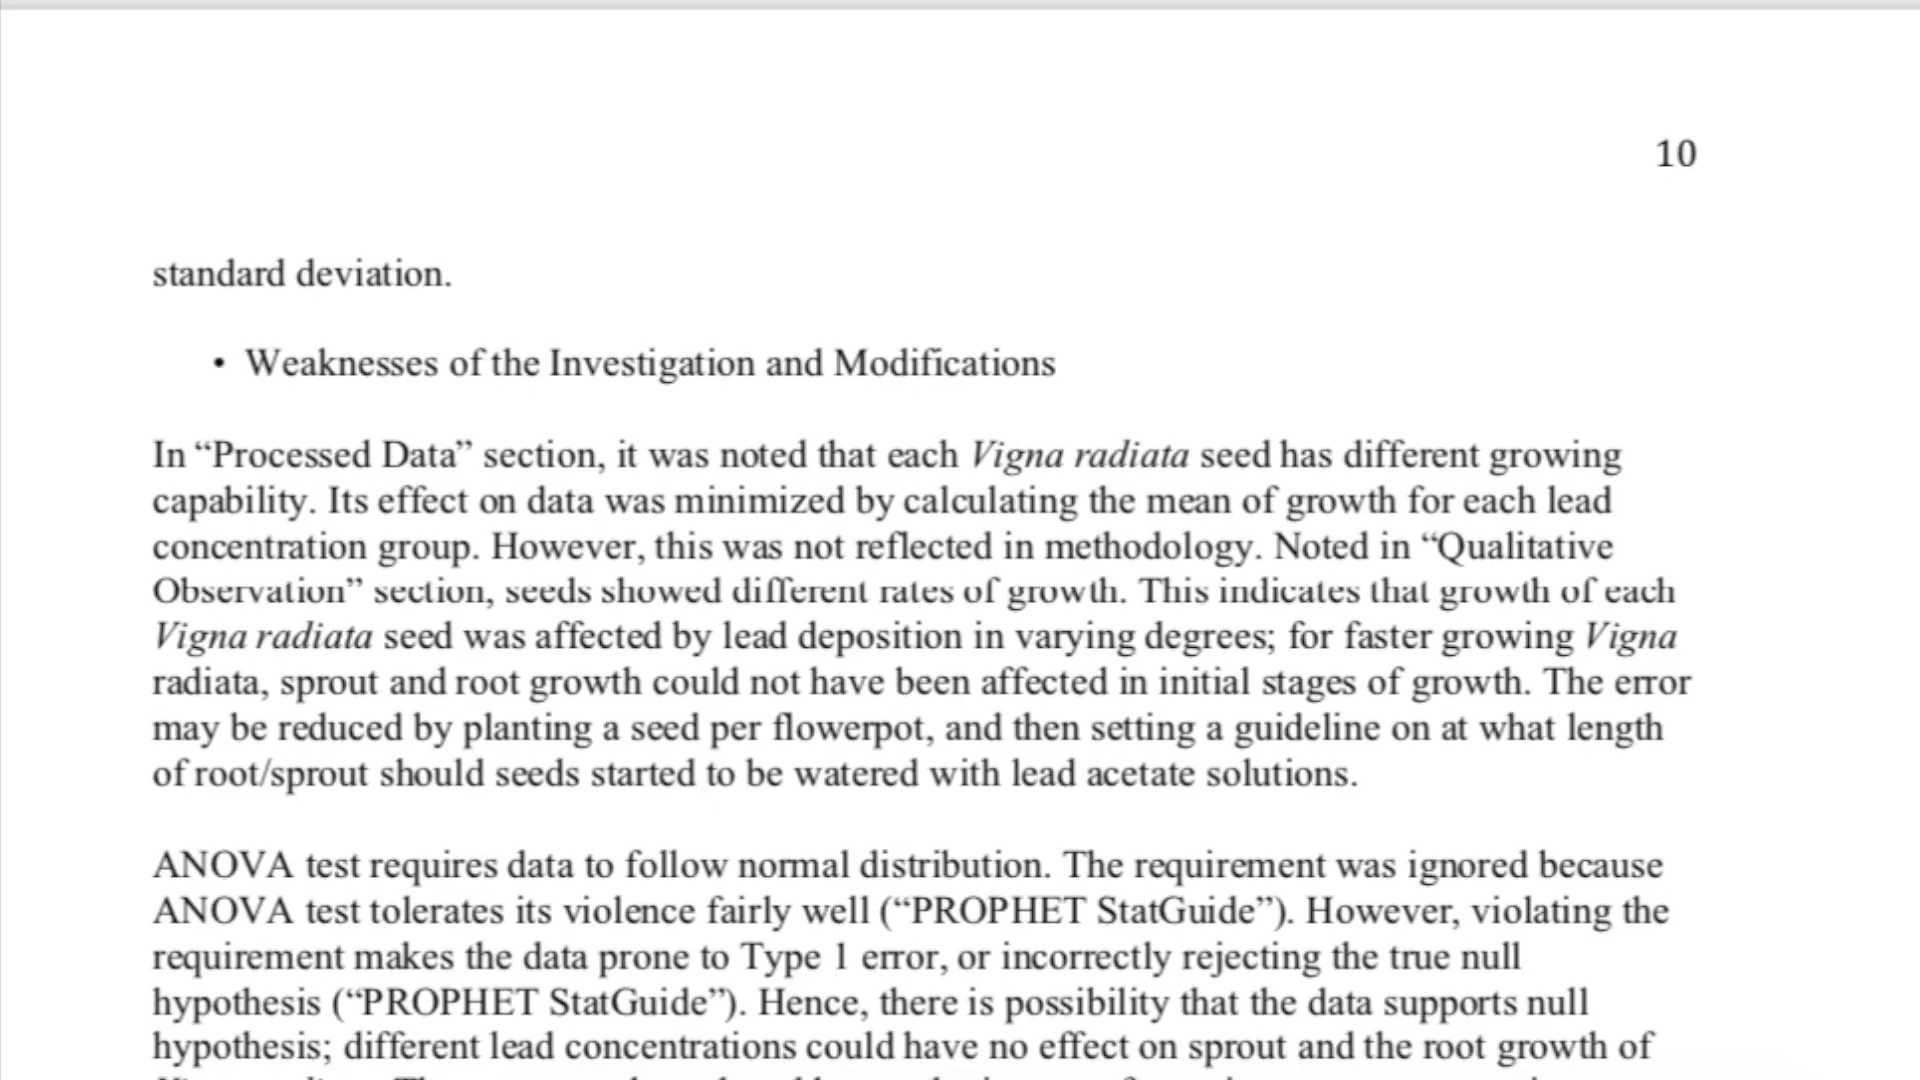 10
standard deviation.
• Weaknesses of the Investigation and Modifications
In “Processed Data” section, it was noted that each Vigna radiata seed has different growing
capability. Its effect on data was minimized by calculating the mean of growth for each lead
concentration group. However, this was not reflected in methodology. Noted in “Qualitative
Observation” section, seeds showed different rates of growth. This indicates that growth of each
Vigna radiata seed was affected by lead deposition in varying degrees; for faster growing Vigna
radiata, sprout and root growth could not have been affected in initial stages of growth. The error
may be reduced by planting a seed per flowerpot, and then setting a guideline on at what length
of root/sprout should seeds started to be watered with lead acetate solutions.
ANOVA test requires data to follow normal distribution. The requirement was ignored because
ANOVA test tolerates its violence fairly well (“PROPHET StatGuide”). However, violating the
requirement makes the data prone to Type 1 error, or incorrectly rejecting the true null
hypothesis (“PROPHET StatGuide”). Hence, there is possibility that the data supports null
hypothesis; different lead concentrations could have no effect on sprout and the root growth of